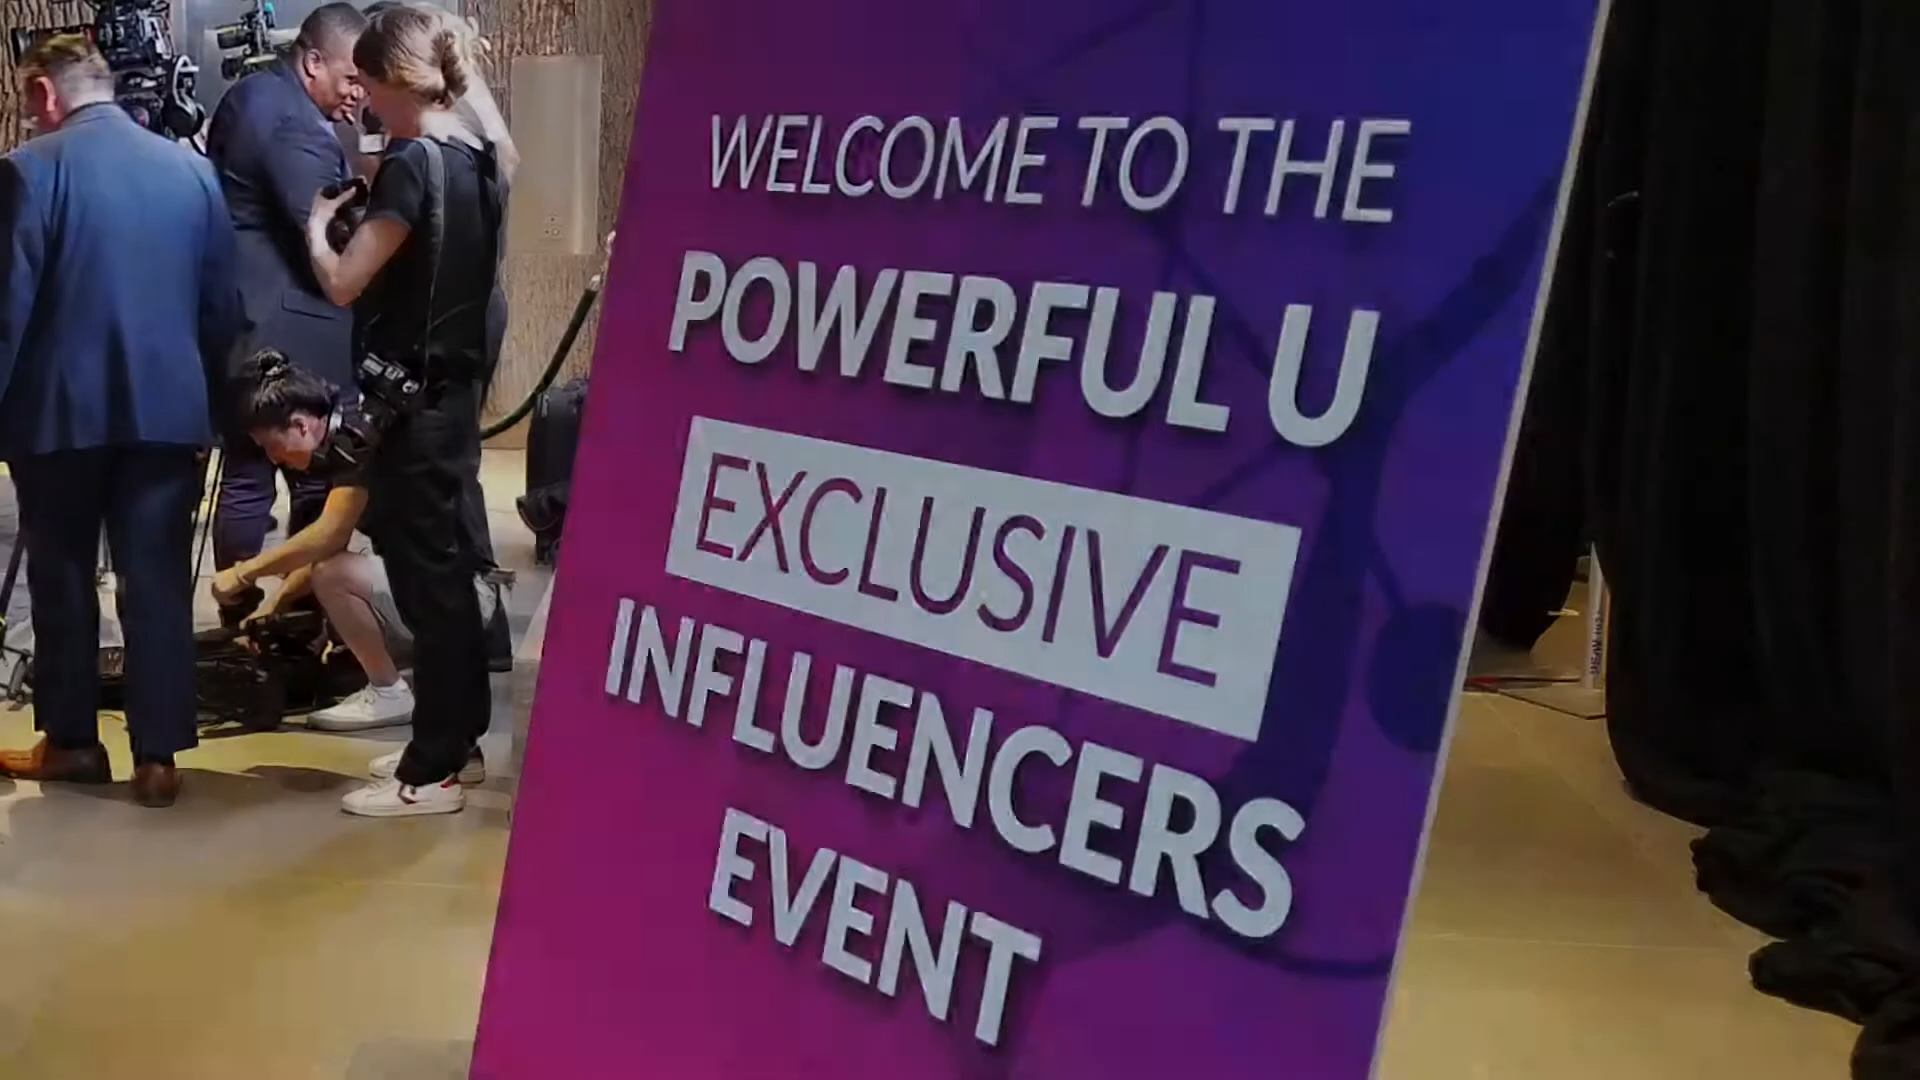 WELCOME TO THE
POWERFUL U
EXCLUSIVE
INFLUENCERS
EVENT